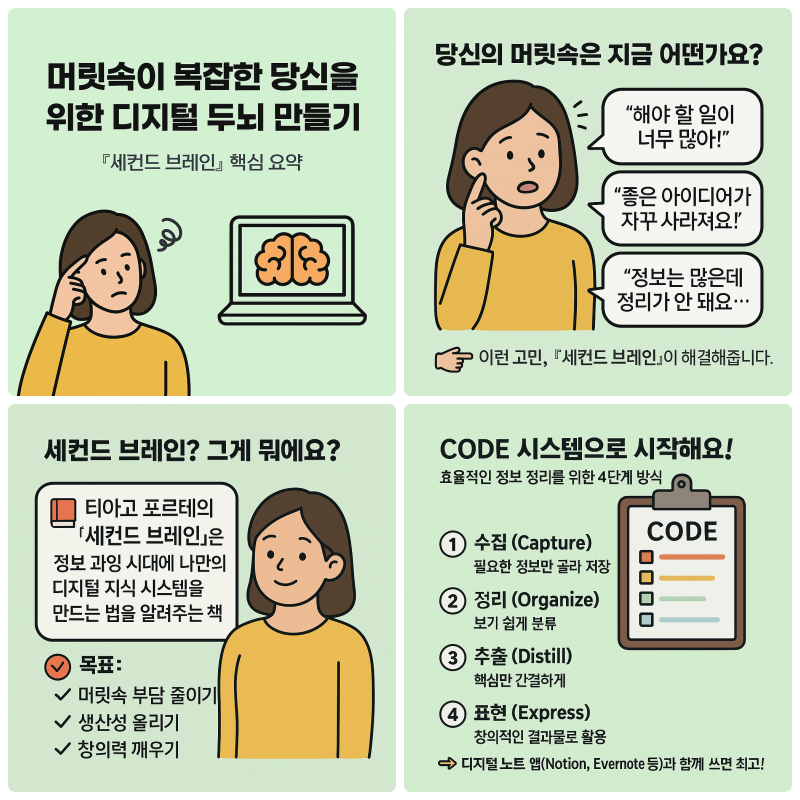 머릿속이 복잡한 당신을
위한 디지털 두뇌 만들기
『세컨드 브레인』 핵심 요약
당신의 머릿속은 지금 어떤가요?
“해야 할 일이
너무 많아!”
“좋은 아이디어가
자꾸 사라져요!’
“정보는 많은데
정리가 안 돼요…
이런 고민, 『세컨드 브레인』이 해결해줍니다.
세컨드 브레인? 그게 뭐에요?
티아고 포르테의
「세컨드 브레인」은
정보 과잉 시대에 나만의
디지털 지식 시스템을
만드는 법을 알려주는 책
목표:
머릿속 부담 줄이기
생산성 올리기
창의력 깨우기
CODE 시스템으로 시작해요!
효율적인 정보 정리를 위한 4단계 방식
CODE
1 수집 (Capture)
필요한 정보만 골라 저장
2 정리 (Organize)
보기 쉽게 분류
3 추출 (Distill)
핵심만 간결하게
4 표현 (Express)
창의적인 결과물로 활용
➩ 디지털 노트 앱(Notion, Evernote 등)과 함께 쓰면 최고!